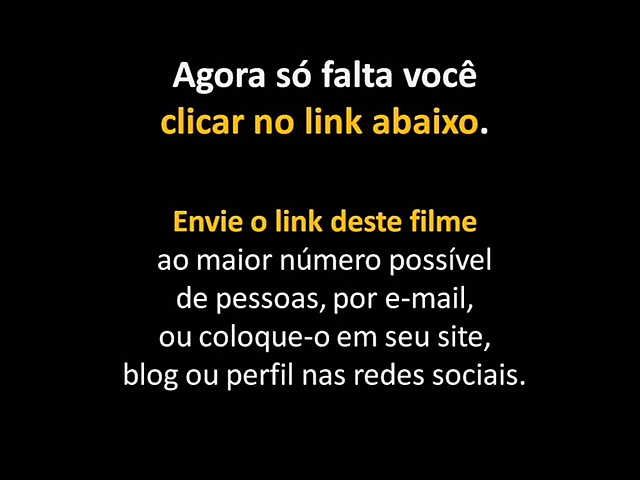 Agora só falta você
clicar no link abaixo.
Envie o link deste filme
ao maior número possível
de pessoas, por e-mail,
ou coloque-o em seu site,
blog ou perfil nas redes sociais.